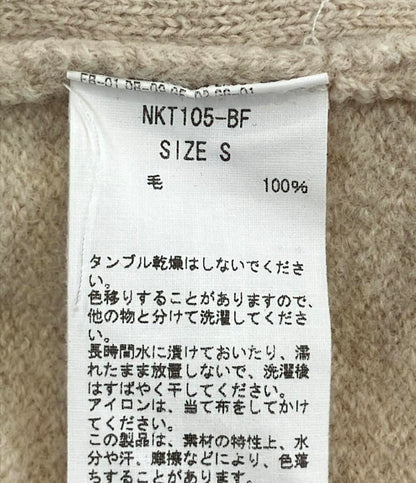 NKT105-BF
SIZE S
毛 100%
タンブル乾燥はしないでくださ
い。
色移りすることがありますので、
他の物と分けて洗濯してくださ
い。
長時間水に漬けておいたり、濡
れたまま放置しないで、洗濯後
はすばやく干してください。
アイロンは、当て布をしてかけ
てください。
この製品は、素材の特性上、水
分や汗、摩擦などにより、色落
ちすることがあります